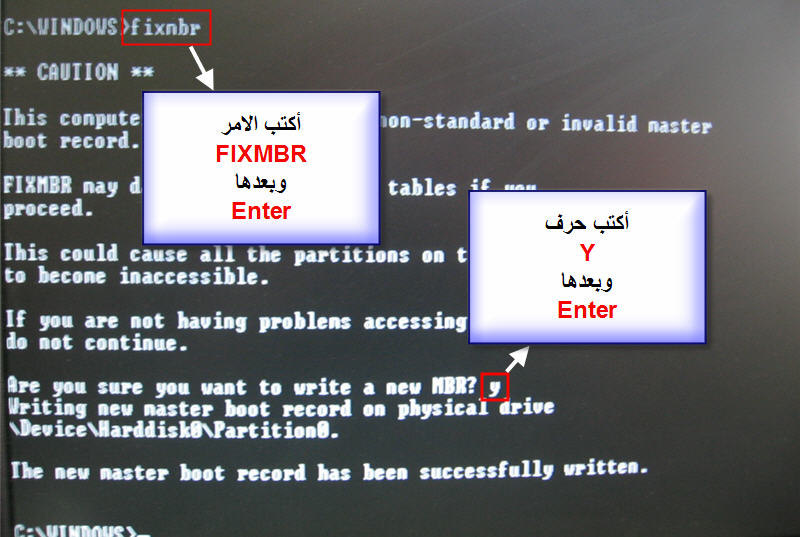 C:\WINDOWS>fixmbr
** CAUTION **
أكتب الامر
FIXMBR
وبعدها
Enter
This compute non-standard or invalid master
boot record.
FIXMBR may d tables if you
proceed.
أكتب حرف
Y
وبعدها
Enter
This could cause all the partitions on t
to become inaccessible.
If you are not having problems accessing
do not continue.
Are you sure you want to write a new MBR? y
Writing new master boot record on physical drive
\Device\Harddisk0\Partition0.
The new master boot record has been successfully written.
C:\WINDOWS>_